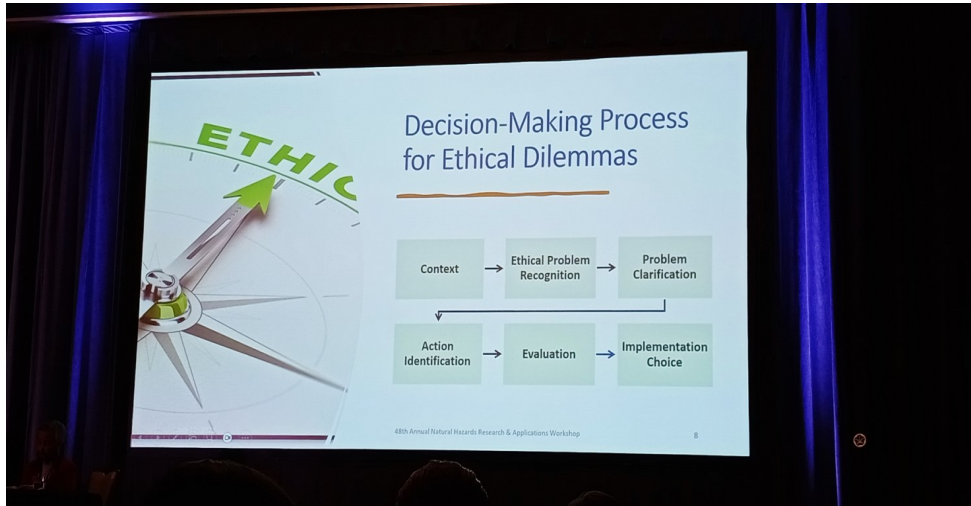 ETHIC
Decision-Making Process
for Ethical Dilemmas
Context
Ethical Problem
Recognition
Problem
Clarification
Action
Identification
Evaluation
Implementation
Choice
48th Annual Natural Hazards Research & Applications Workshop
8